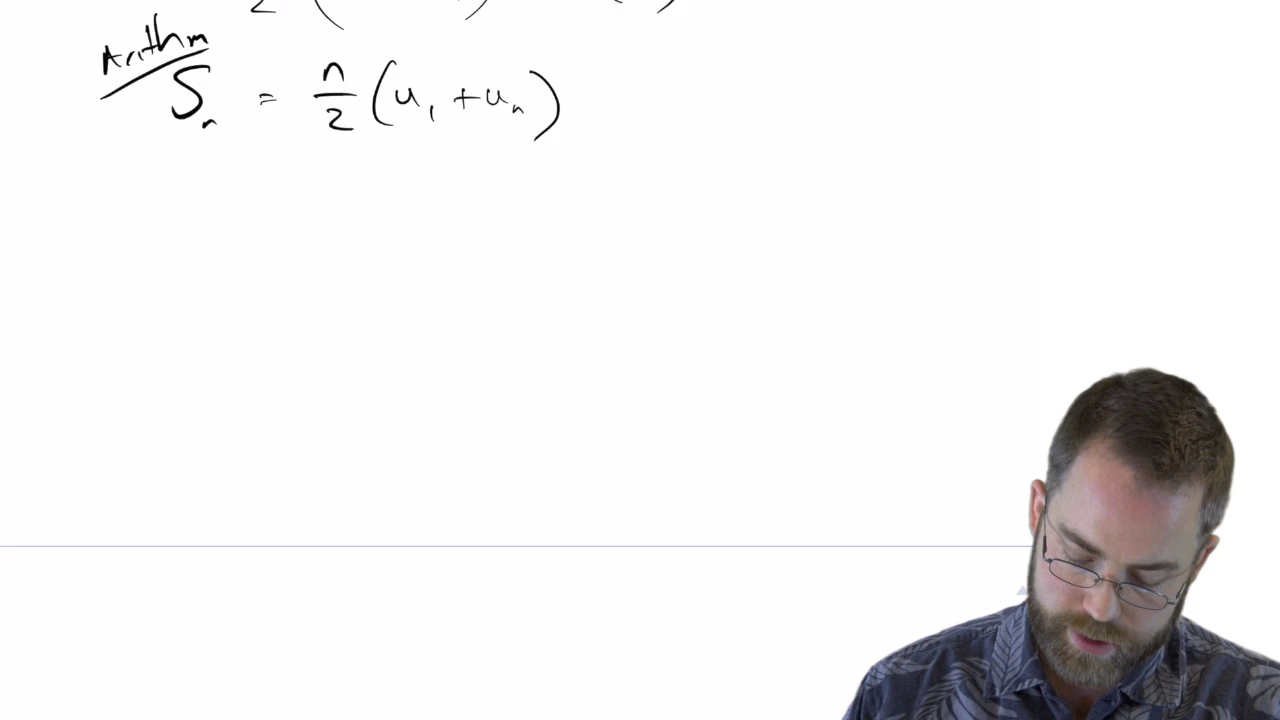 Arithm
Sₙ = n/2 (u₁ + uₙ)